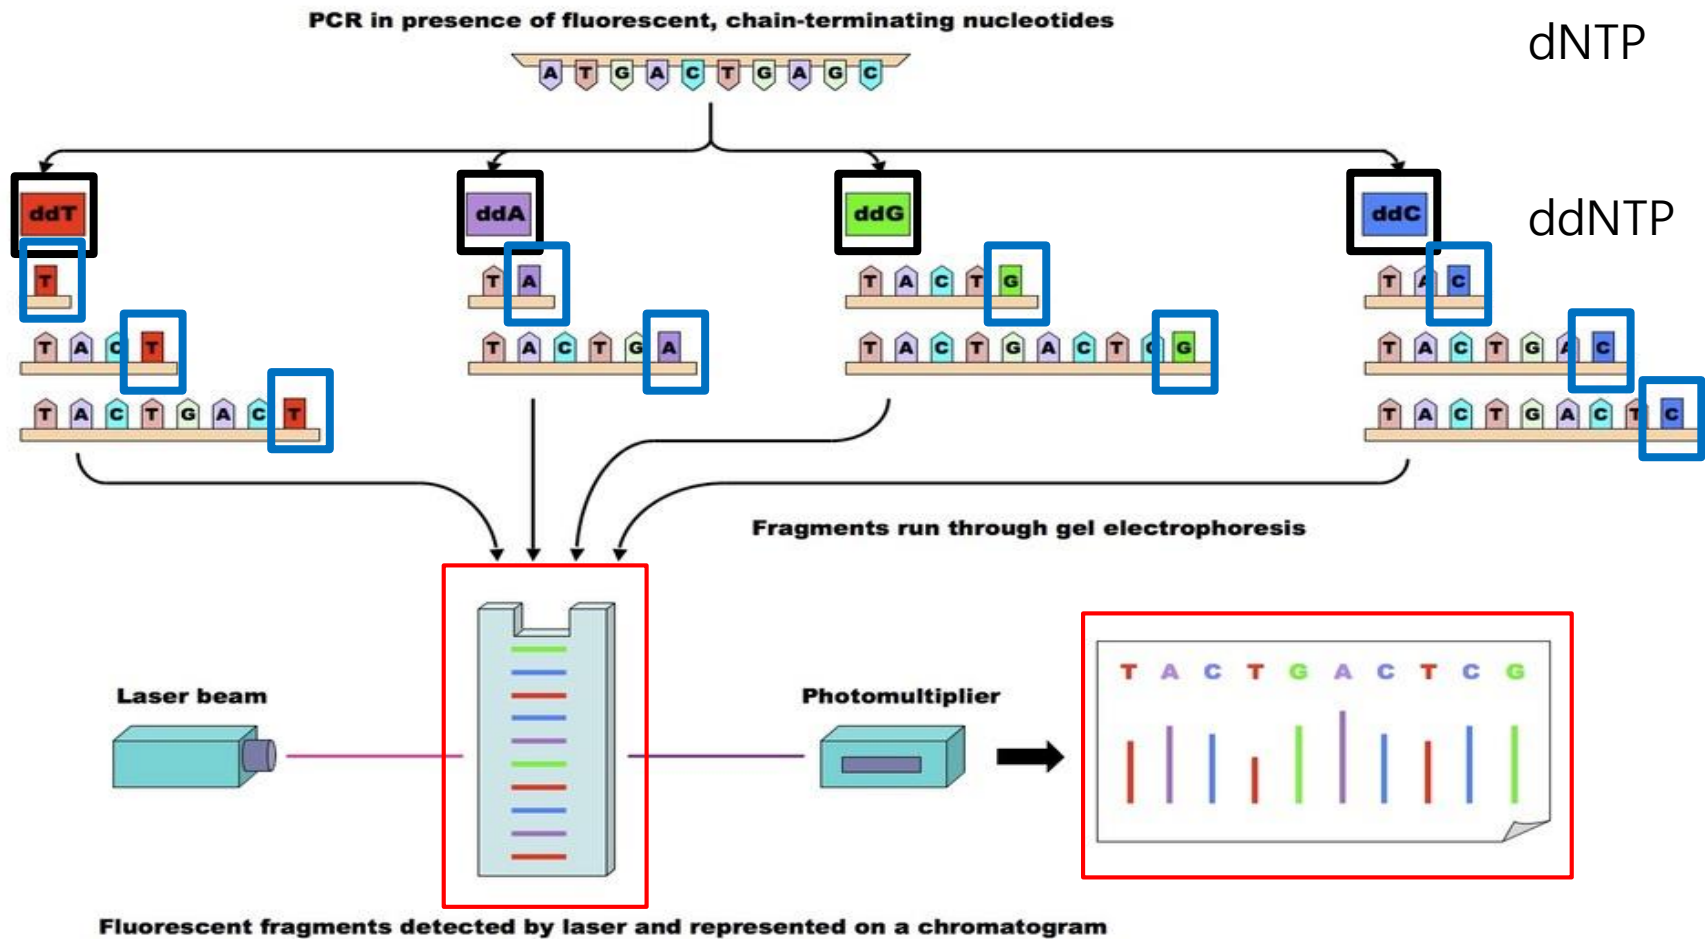 PCR in presence of fluorescent, chain-terminating nucleotides
dNTP
A T G A C T G A G C
ddT ddA ddG ddC
ddNTP
T T A T A C T G T A C
T A C T T A C T G A T A C T G A C T C G T A C T G A C
T A C T G A C T T A C T G A C T C
Fragments run through gel electrophoresis
Laser beam
Photomultiplier
T A C T G A C T C G
Fluorescent fragments detected by laser and represented on a chromatogram